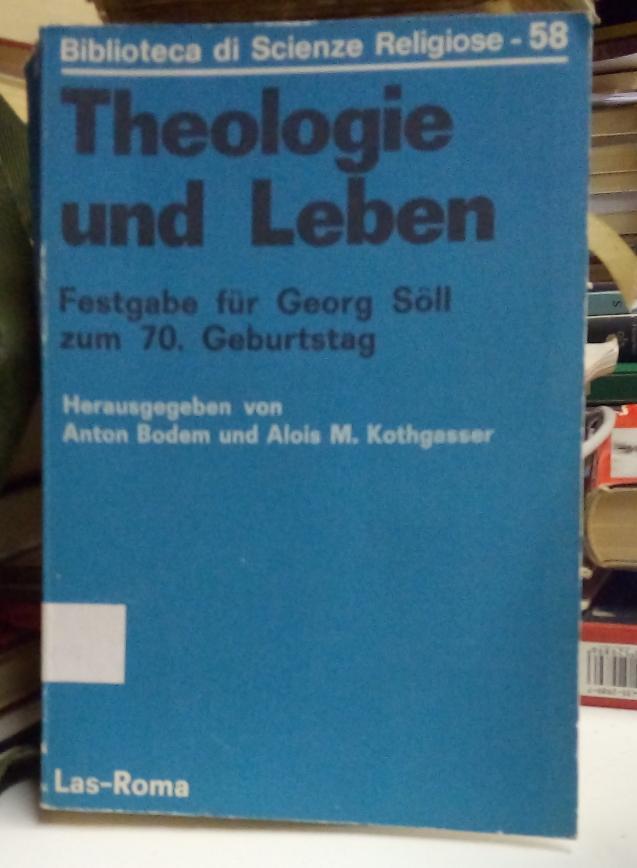 Biblioteca di Scienze Religiose - 58
Theologie
und Leben
Festgabe für Georg Söll
zum 70. Geburtstag
Herausgegeben von
Anton Bodem und Alois M. Kothgasser
Las-Roma